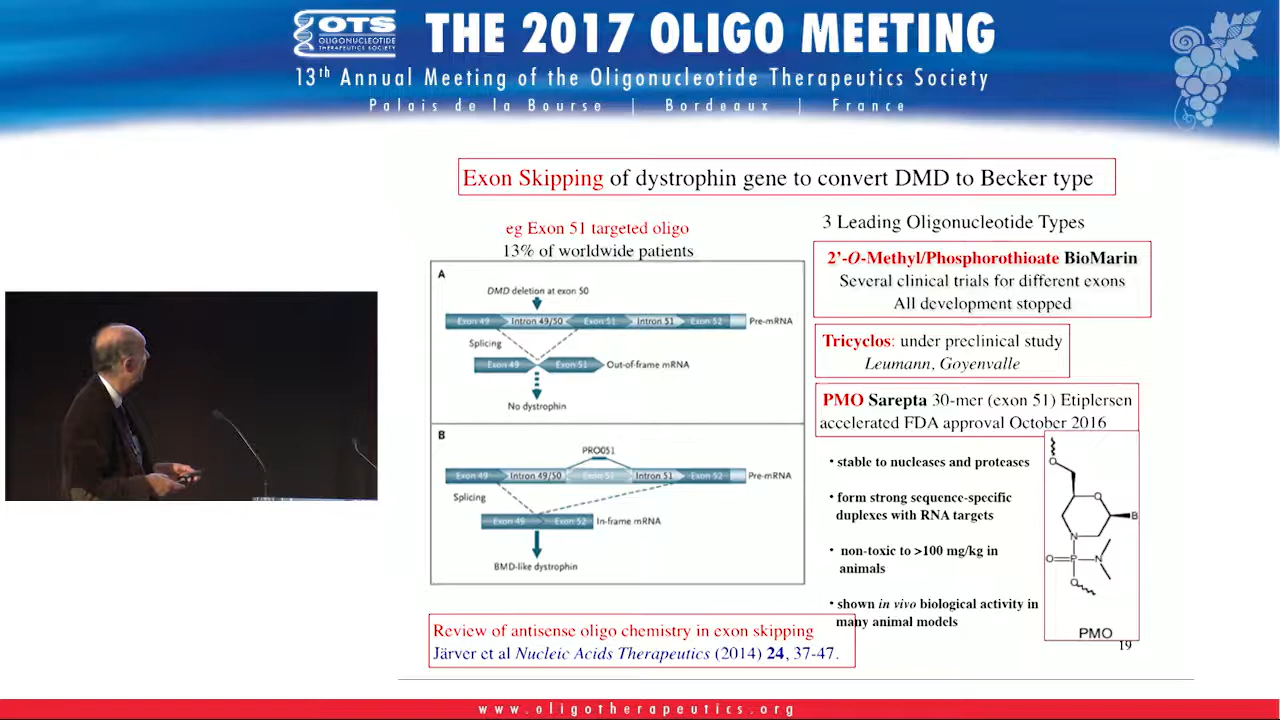 OTS
OLIGONUCLEOTIDE
THERAPEUTICS SOCIETY
THE 2017 OLIGO MEETING
13th Annual Meeting of the Oligonucleotide Therapeutics Society
Palais de la Bourse | Bordeaux | France
Exon Skipping of dystrophin gene to convert DMD to Becker type
eg Exon 51 targeted oligo
13% of worldwide patients
A
DMD deletion at exon 50
Exon 49 Intron 49/50 Exon 51 Intron 51 Exon 52 Pre-mRNA
Splicing
Exon 49 Exon 51 Out-of-frame mRNA
No dystrophin
B
PRO051
Exon 49 Intron 49/50 Exon 51 Intron 51 Exon 52 Pre-mRNA
Splicing
Exon 49 Exon 52 In-frame mRNA
BMD-like dystrophin
Review of antisense oligo chemistry in exon skipping
Järver et al Nucleic Acids Therapeutics (2014) 24, 37-47.
3 Leading Oligonucleotide Types
2’-O-Methyl/Phosphorothioate BioMarin
Several clinical trials for different exons
All development stopped
Tricyclos: under preclinical study
Leumann, Goyenvalle
PMO Sarepta 30-mer (exon 51) Etiplersen
accelerated FDA approval October 2016
• stable to nucleases and proteases
• form strong sequence-specific
duplexes with RNA targets
• non-toxic to >100 mg/kg in
animals
• shown in vivo biological activity in
many animal models
O
O
B
N
O=P—N
O
PMO
19
www.oligotherapeutics.org